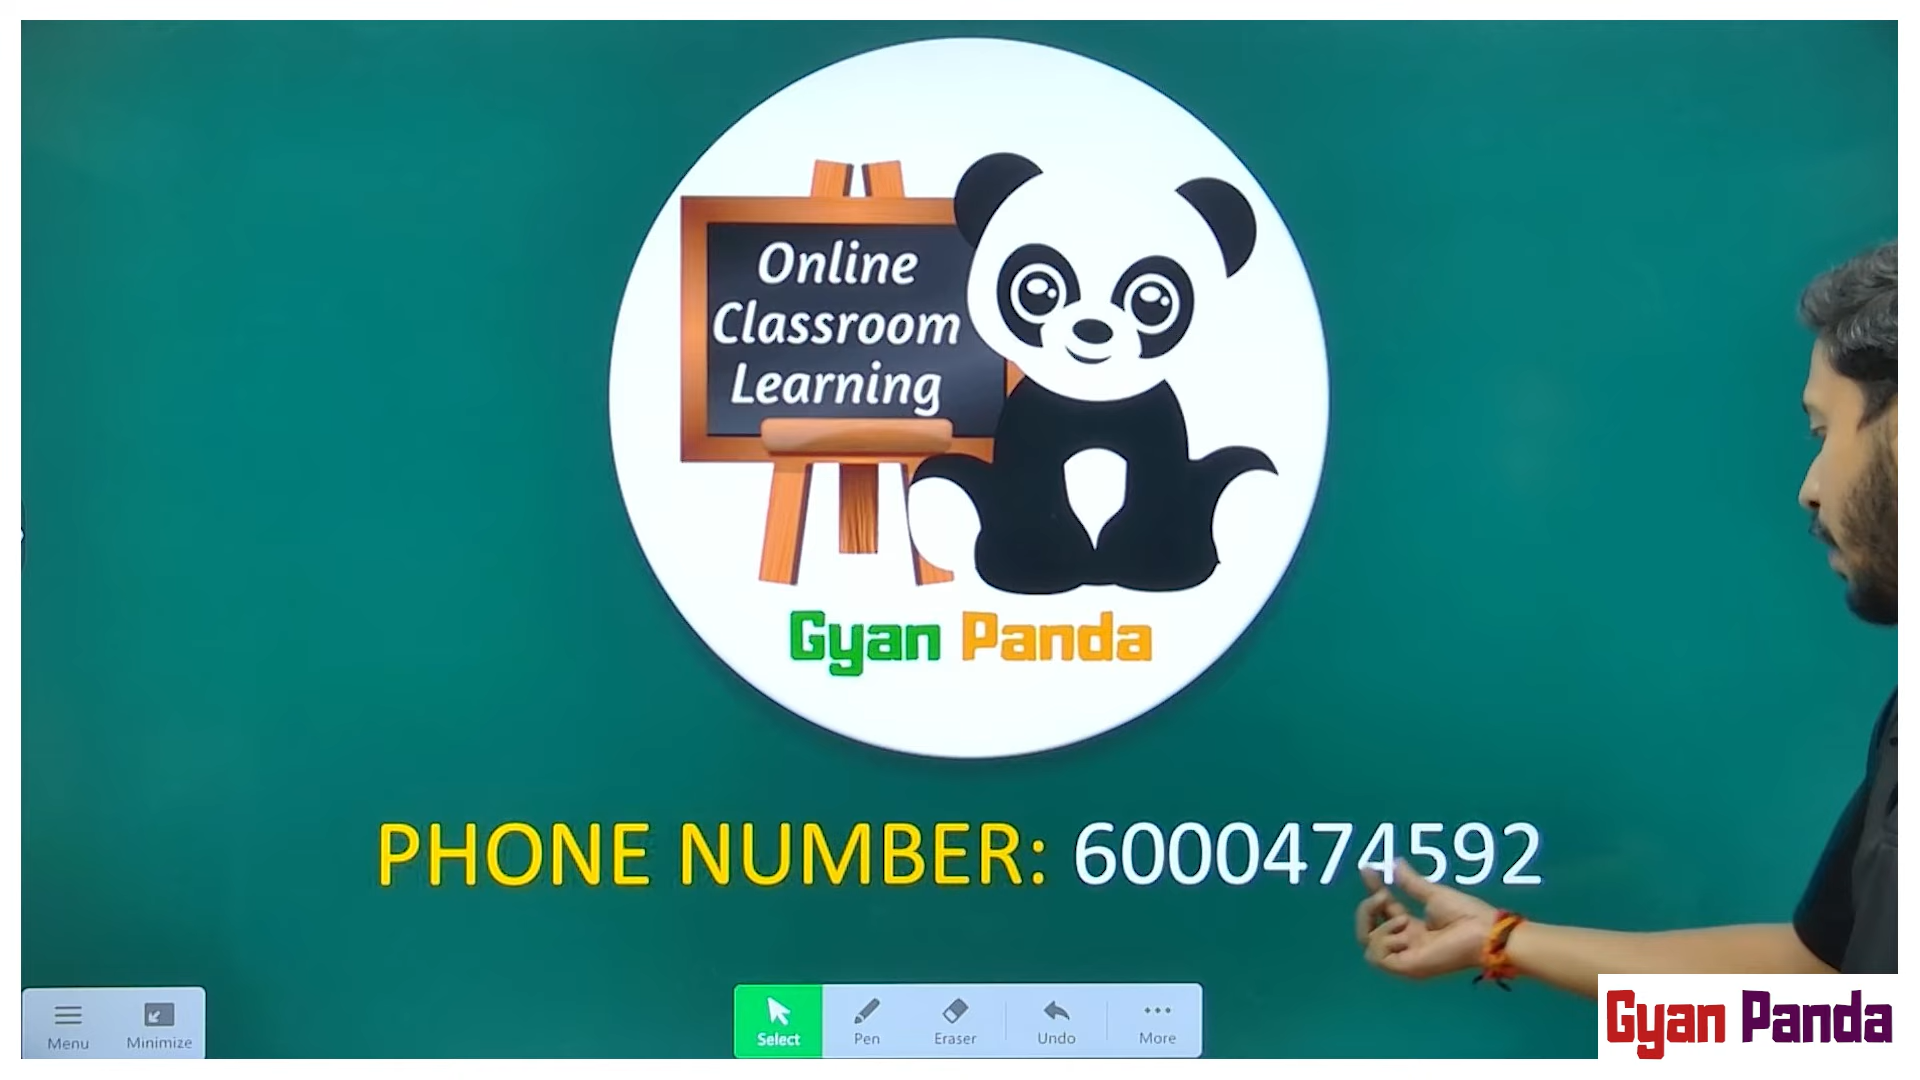 Online
Classroom
Learning
Gyan Panda
PHONE NUMBER: 6000474592
Menu
Minimize
Select
Pen
Eraser
Undo
More
Gyan Panda